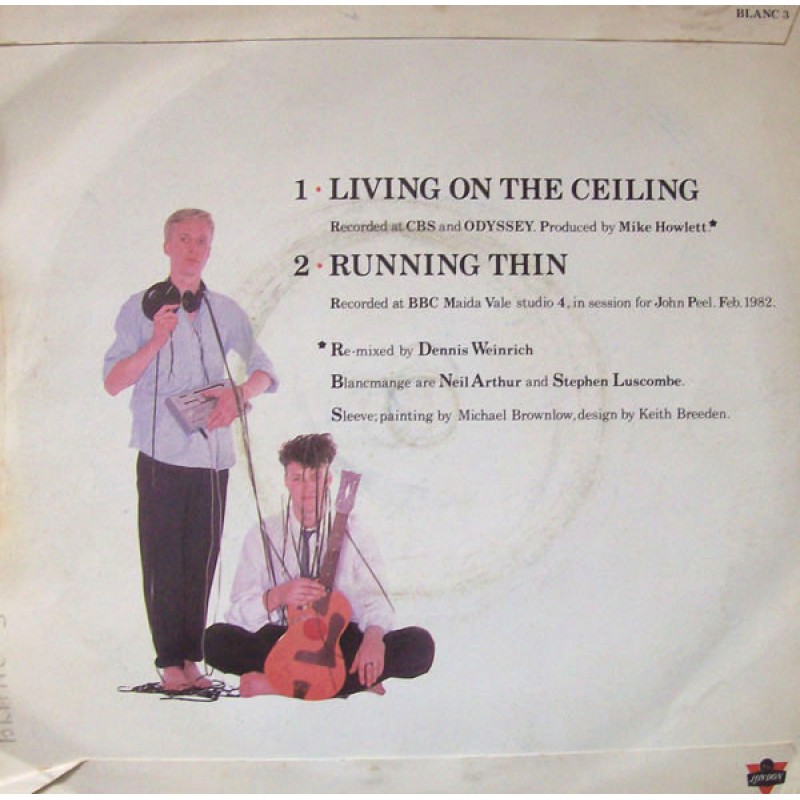 BLANC 3
1 · LIVING ON THE CEILING
Recorded at CBS and ODYSSEY. Produced by Mike Howlett.*
2 · RUNNING THIN
Recorded at BBC Maida Vale studio 4, in session for John Peel. Feb. 1982.
* Re-mixed by Dennis Weinrich
Blancmange are Neil Arthur and Stephen Luscombe.
Sleeve; painting by Michael Brownlow, design by Keith Breeden.
BLANC 3
LONDON